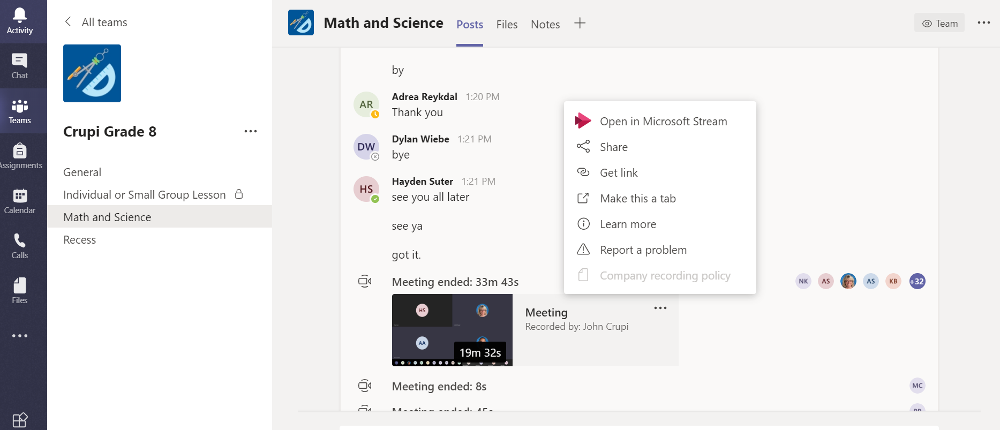 Activity
Chat
Teams
Assignments
Calendar
Calls
Files
All teams
Crupi Grade 8
General
Individual or Small Group Lesson
Math and Science
Recess
Math and Science
Posts
Files
Notes
Team
by
AR
Adrea Reykdal 1:20 PM
Thank you
DW
Dylan Wiebe 1:21 PM
bye
HS
Hayden Suter 1:21 PM
see you all later
see ya
got it.
Open in Microsoft Stream
Share
Get link
Make this a tab
Learn more
Report a problem
Company recording policy
Meeting ended: 33m 43s
NK AS AS KB +32
HS
AA
19m 32s
Meeting
Recorded by: John Crupi
Meeting ended: 8s
MC
Meeting ended: 45s